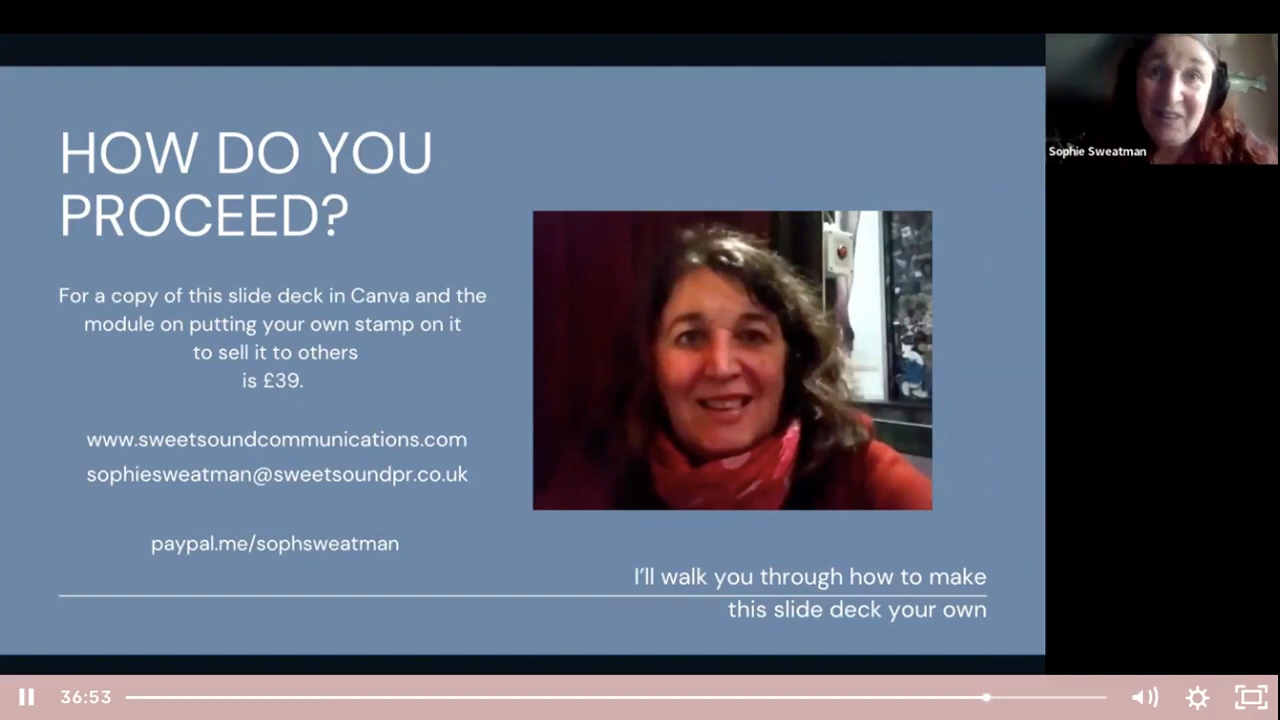 HOW DO YOU
PROCEED?
For a copy of this slide deck in Canva and the
module on putting your own stamp on it
to sell it to others
is £39.
www.sweetsoundcommunications.com
sophiesweatman@sweetsoundpr.co.uk
paypal.me/sophsweatman
I'll walk you through how to make
this slide deck your own
Sophie Sweatman
36:53